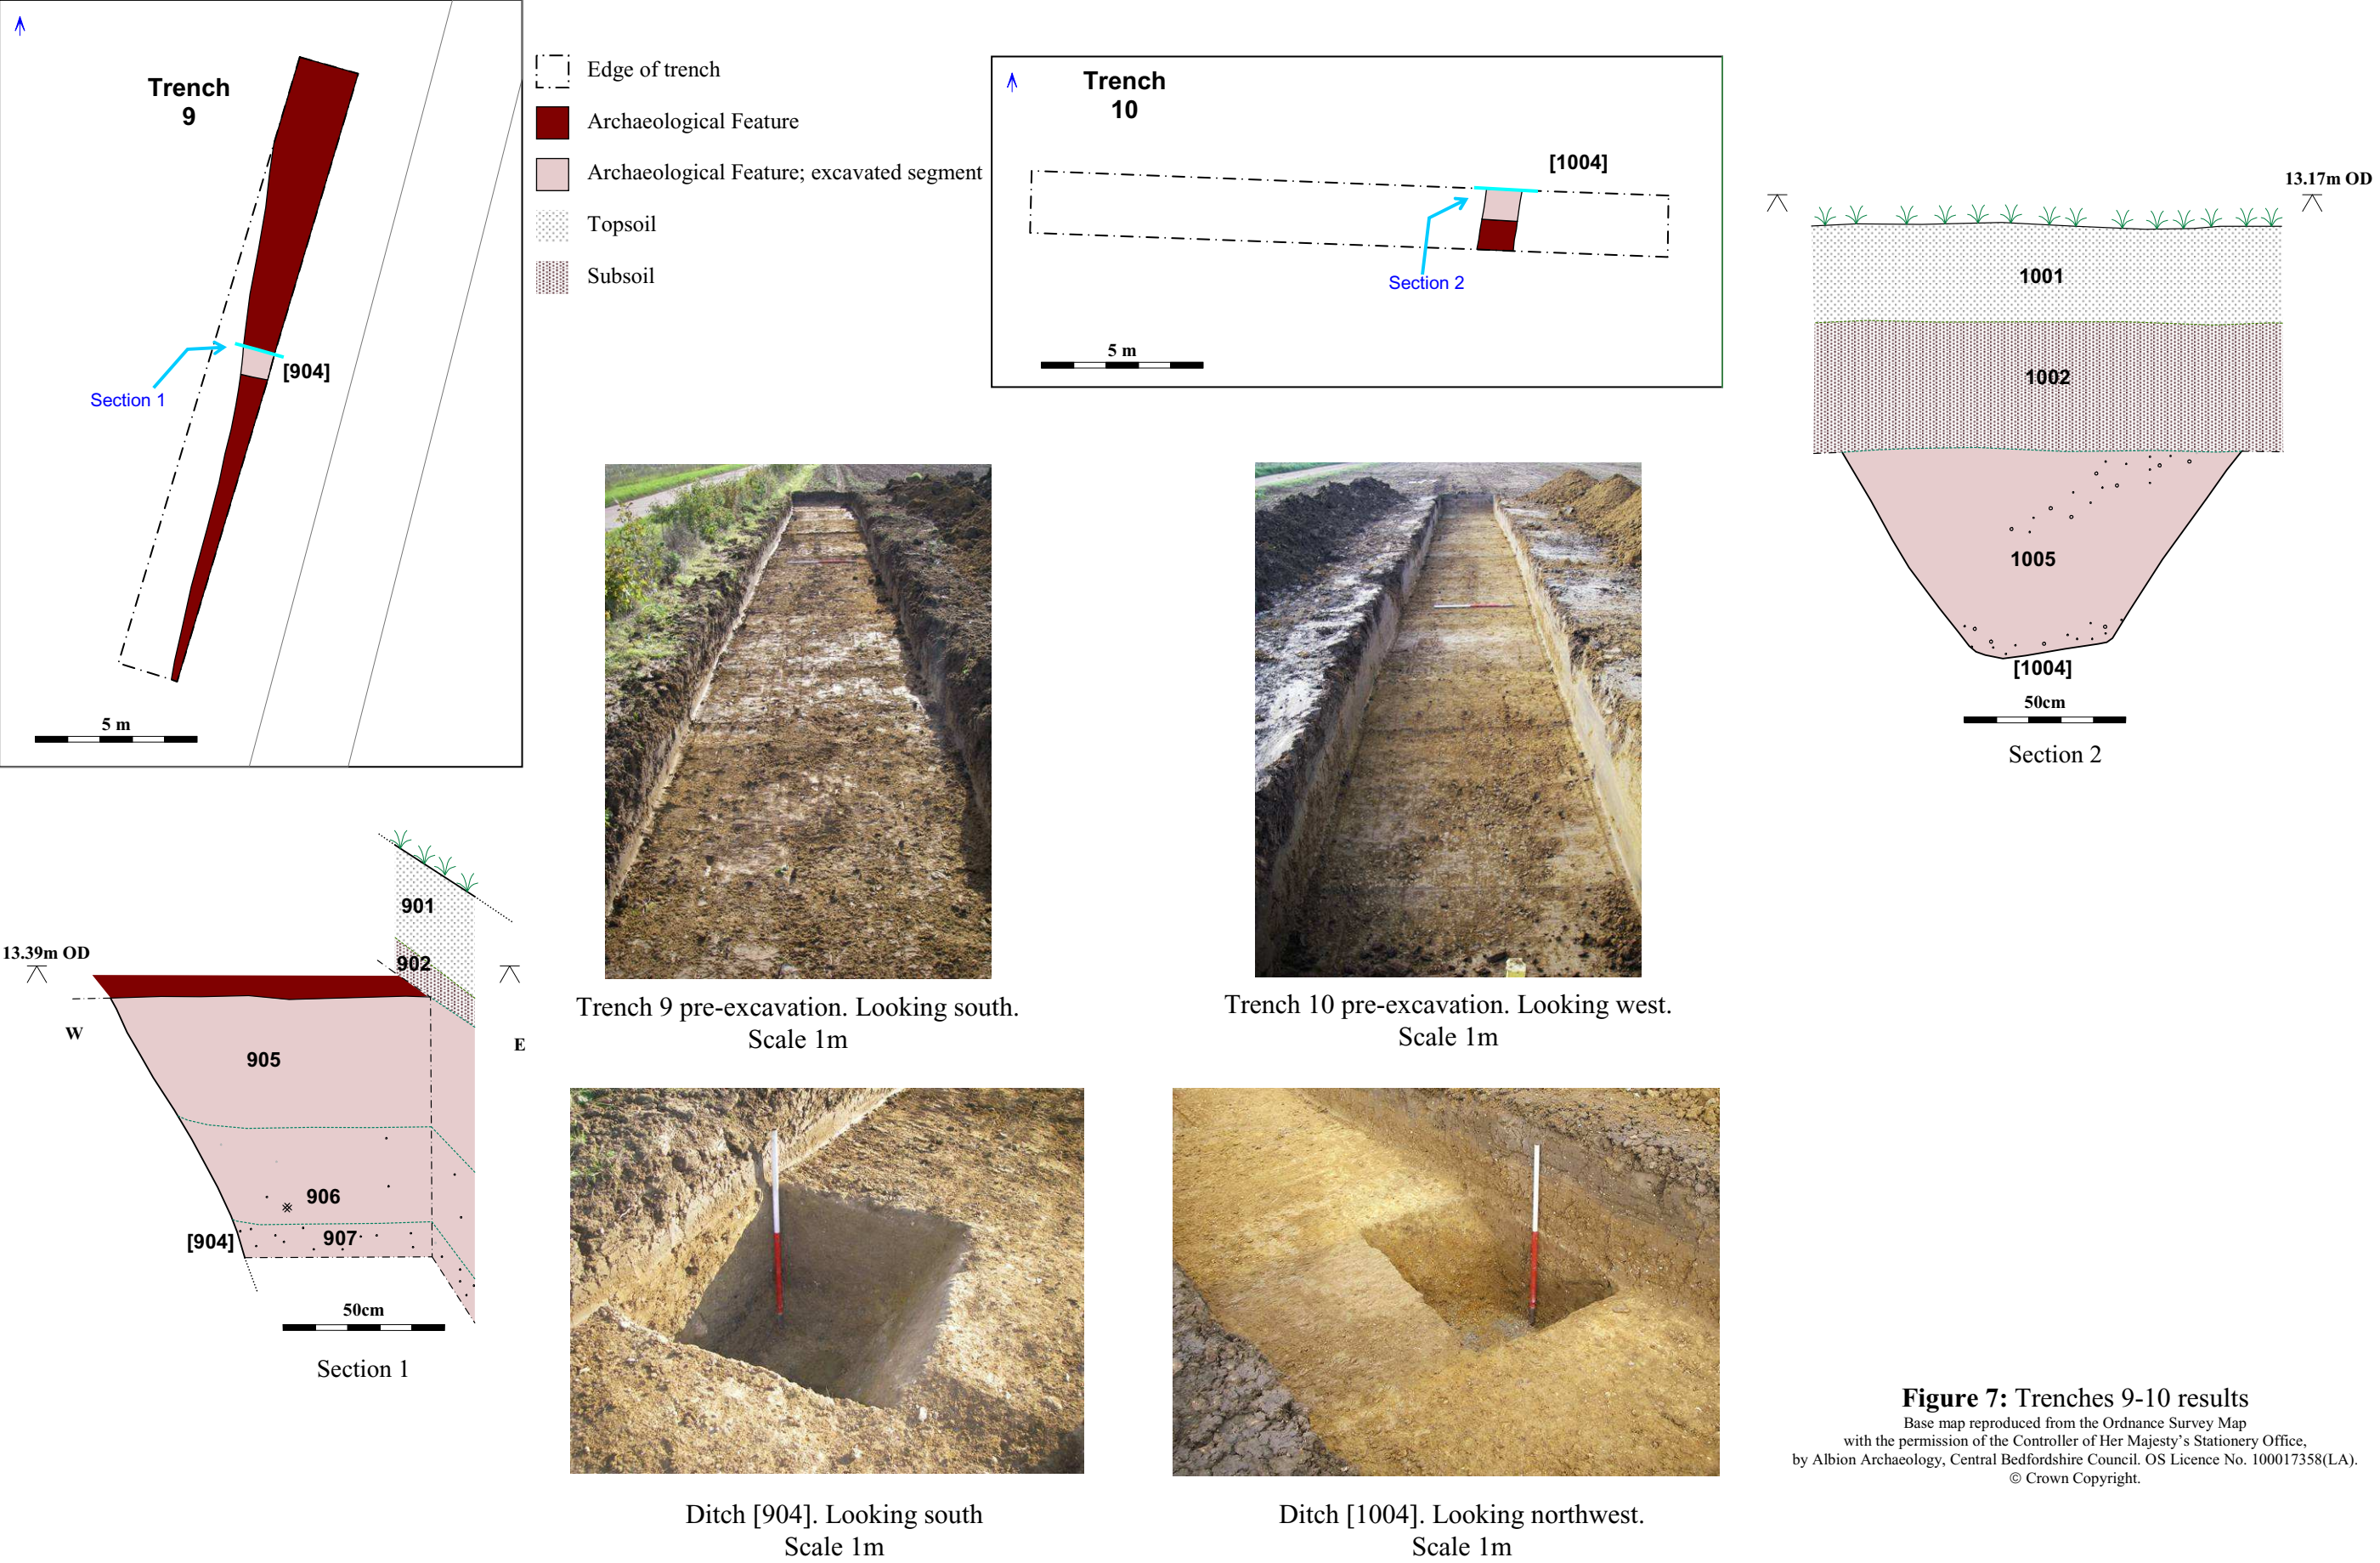 Trench
9
Section 1
[904]
5 m
Edge of trench
Archaeological Feature
Archaeological Feature; excavated segment
Topsoil
Subsoil
Trench
10
[1004]
Section 2
5 m
13.17m OD
1001
1002
1005
[1004]
50cm
Section 2
901
902
13.39m OD
W
E
905
906
907
[904]
50cm
Section 1
Trench 9 pre-excavation. Looking south.
Scale 1m
Trench 10 pre-excavation. Looking west.
Scale 1m
Ditch [904]. Looking south
Scale 1m
Ditch [1004]. Looking northwest.
Scale 1m
Figure 7: Trenches 9-10 results
Base map reproduced from the Ordnance Survey Map
with the permission of the Controller of Her Majesty's Stationery Office,
by Albion Archaeology, Central Bedfordshire Council. OS Licence No. 100017358(LA).
© Crown Copyright.